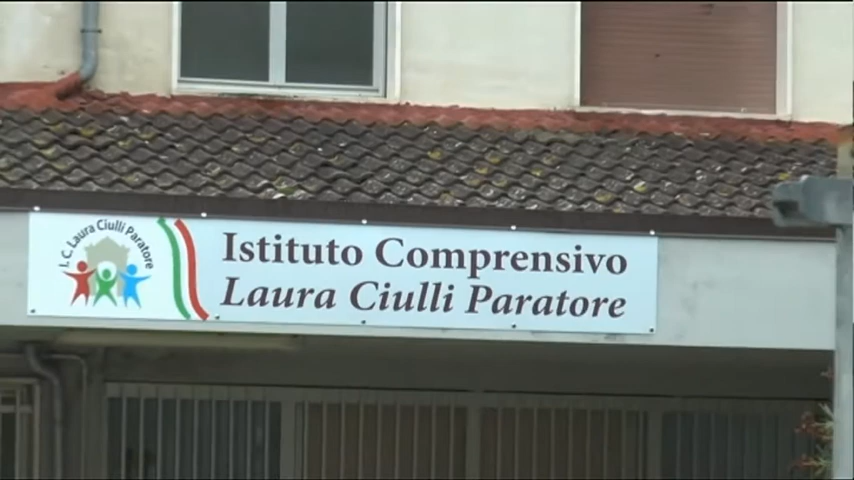 I. C. Laura Ciulli Paratore
Istituto Comprensivo
Laura Ciulli Paratore